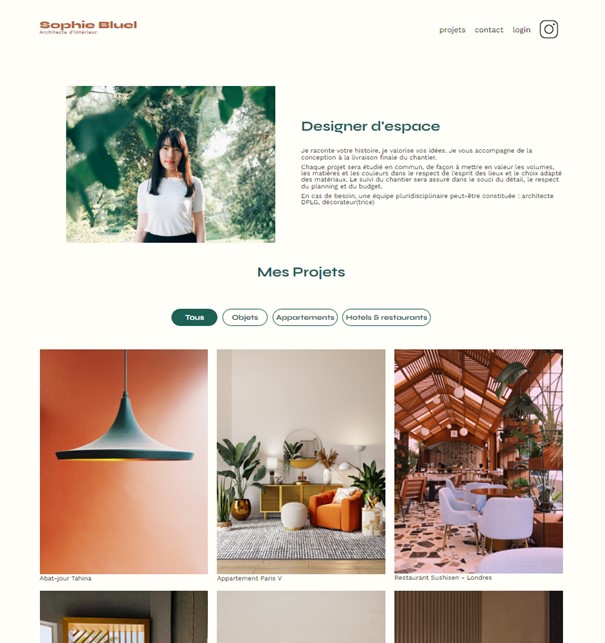 Sophie Bluel
Architecte d'intérieur
projets contact login
Designer d'espace
Je raconte votre histoire, je valorise vos idées. Je vous accompagne de la
conception à la livraison finale du chantier.
Chaque projet sera étudié en commun, de façon à mettre en valeur les volumes,
les matières et les couleurs dans le respect de l'esprit des lieux et le choix adapté
des matériaux. Le suivi du chantier sera assuré dans le souci du détail, le respect
du planning et du budget.
En cas de besoin, une équipe pluridisciplinaire peut-être constituée : architecte
DPLG, décorateur(trice)
Mes Projets
Tous Objets Appartements Hotels & restaurants
Abat-jour Tahina
Appartement Paris V
Restaurant Sushisen - Londres